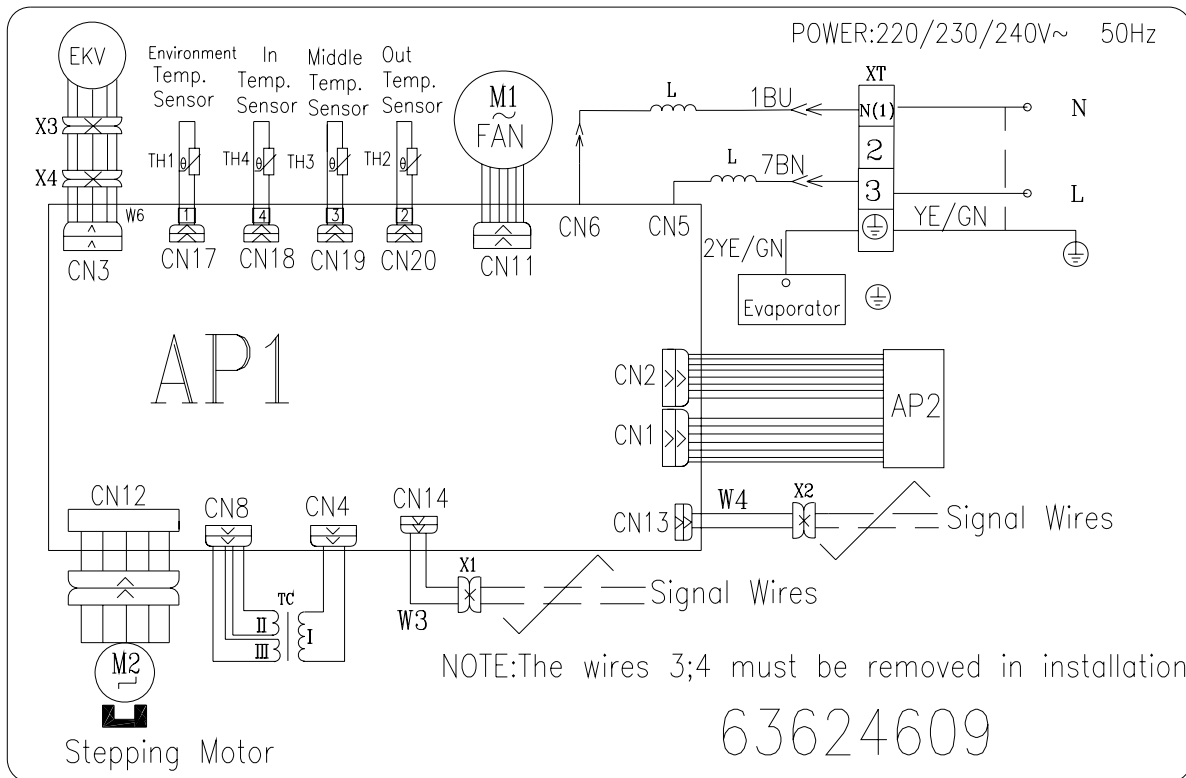 POWER:220/230/240V~ 50Hz
EKV
Environment
Temp.
Sensor
In
Temp.
Sensor
Middle
Temp.
Sensor
Out
Temp.
Sensor
M1
~
FAN
XT
L
1BU
N(1)
N
X3
2
TH1
θ
TH4
θ
TH3
θ
TH2
θ
L
7BN
X4
3
L
W6
1
4
3
2
CN6
CN5
YE/GN
CN3
CN17
CN18
CN19
CN20
CN11
2YE/GN
Evaporator
AP1
CN2
AP2
CN1
CN12
CN8
CN4
CN14
CN13
W4
X2
Signal Wires
X1
Signal Wires
W3
TC
II
III
I
M2
NOTE:The wires 3;4 must be removed in installation
63624609
Stepping Motor